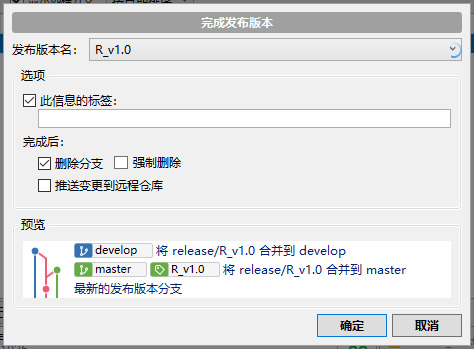 完成发布版本
发布版本名： R_v1.0
选项
此信息的标签：
完成后：
删除分支 强制删除
推送变更到远程仓库
预览
develop 将 release/R_v1.0 合并到 develop
master R_v1.0 将 release/R_v1.0 合并到 master
最新的发布版本分支
确定 取消